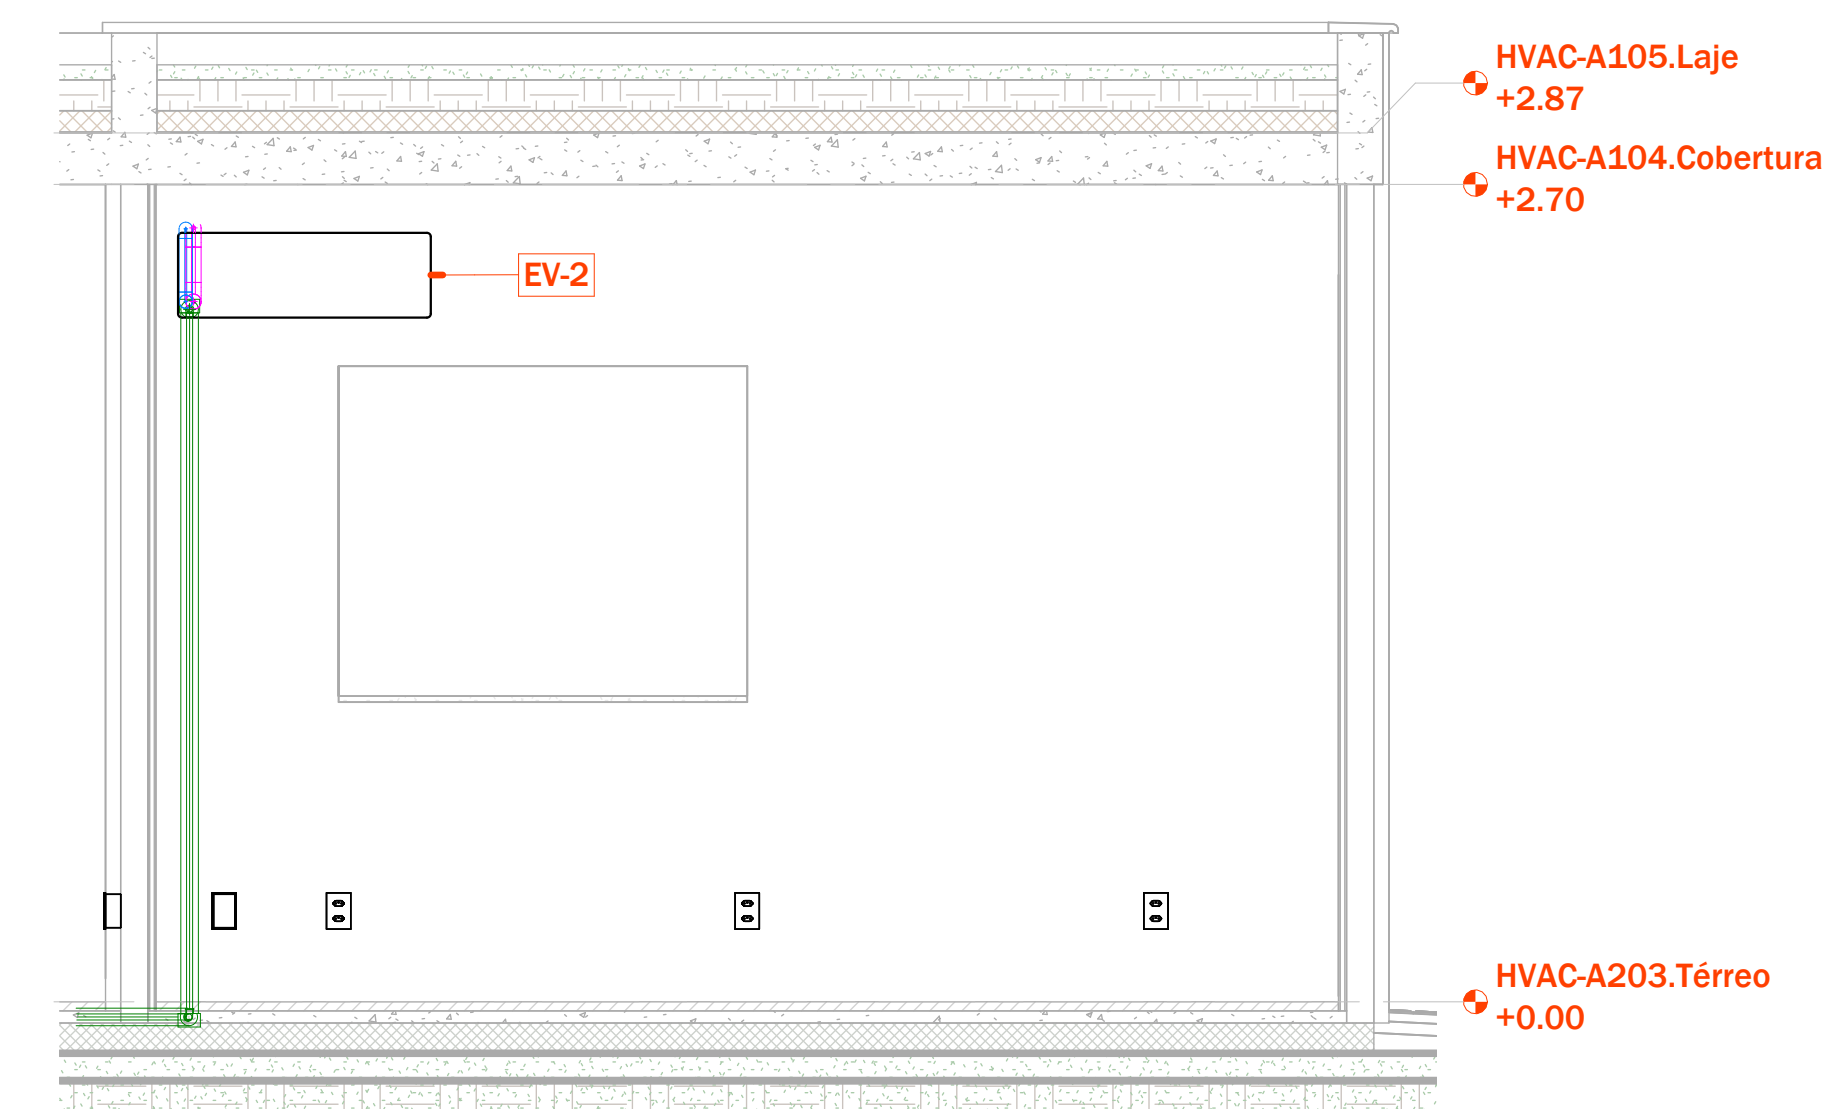 HVAC-A105.Laje
+2.87
HVAC-A104.Cobertura
+2.70
EV-2
HVAC-A203.Térreo
+0.00